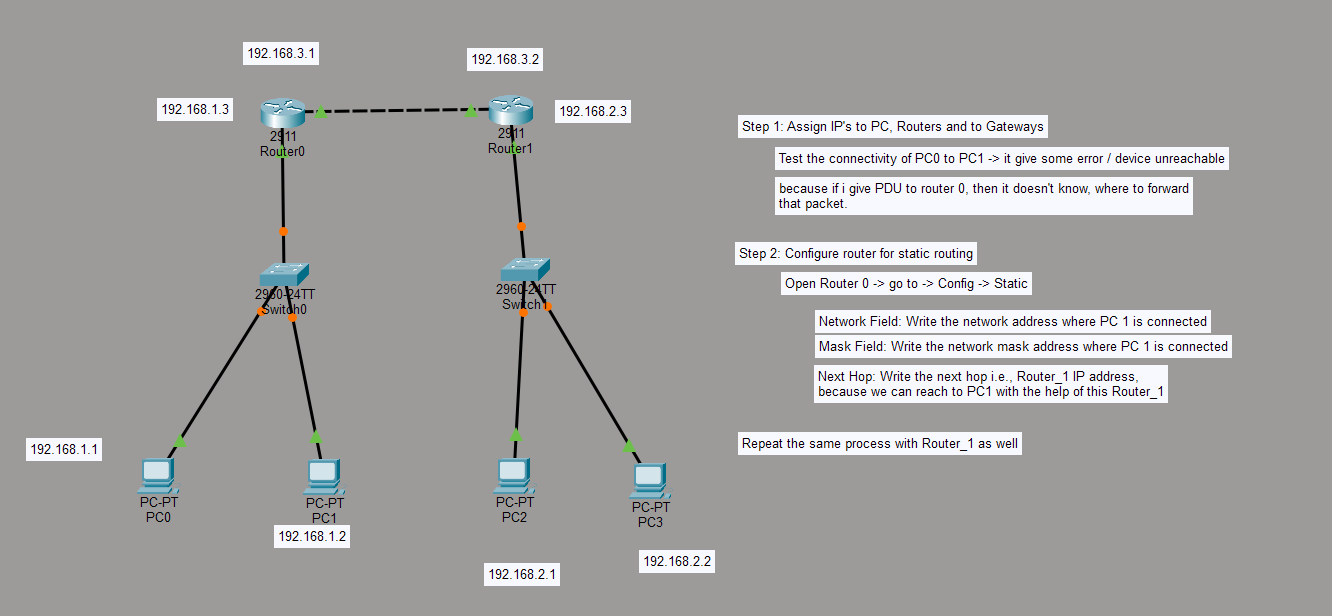 192.168.3.1
192.168.3.2
192.168.1.3
192.168.2.3
2911
Router0
2911
Router1
Step 1: Assign IP's to PC, Routers and to Gateways
Test the connectivity of PC0 to PC1 -> it give some error / device unreachable
because if i give PDU to router 0, then it doesn't know, where to forward
that packet.
Step 2: Configure router for static routing
Open Router 0 -> go to -> Config -> Static
2960-24TT
Switch0
2960-24TT
Switch1
Network Field: Write the network address where PC 1 is connected
Mask Field: Write the network mask address where PC 1 is connected
Next Hop: Write the next hop i.e., Router_1 IP address,
because we can reach to PC1 with the help of this Router_1
Repeat the same process with Router_1 as well
192.168.1.1
PC-PT
PC0
PC-PT
PC1
192.168.1.2
PC-PT
PC2
PC-PT
PC3
192.168.2.1
192.168.2.2